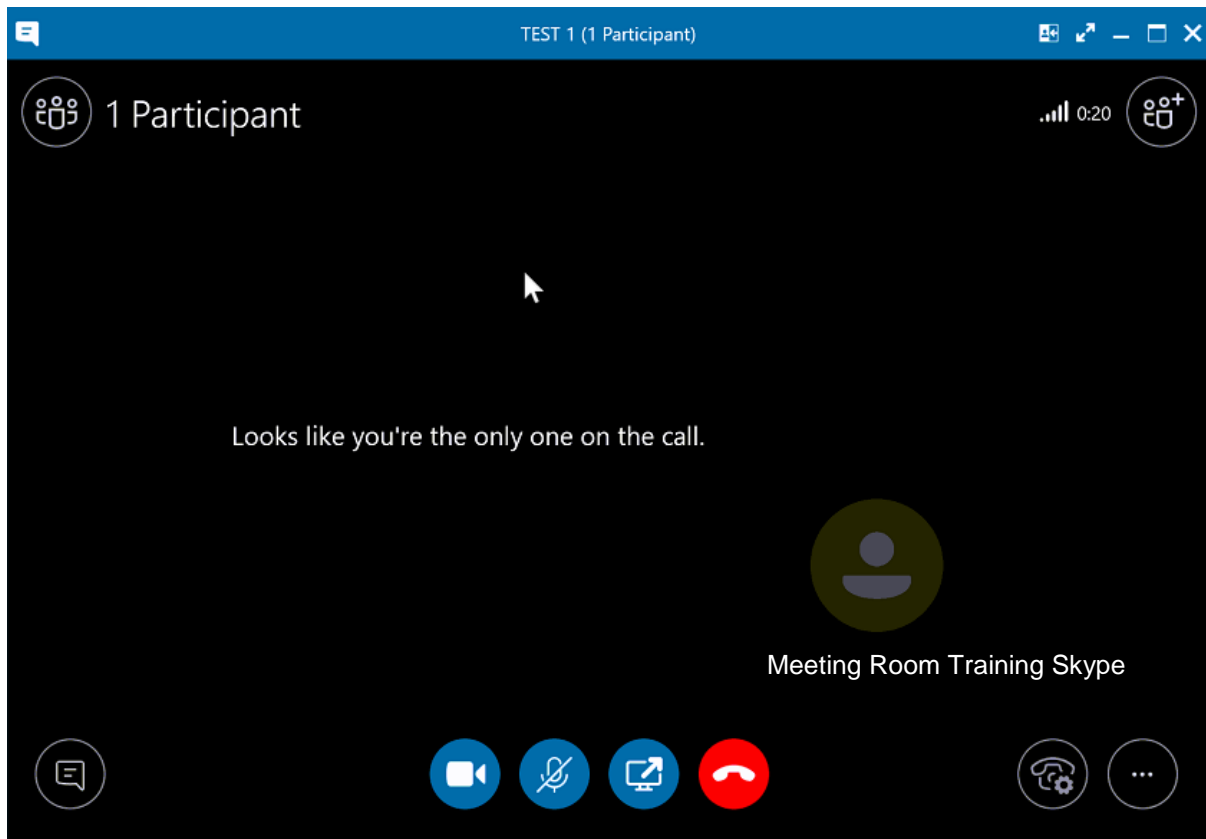 TEST 1 (1 Participant)
1 Participant
0:20
Looks like you're the only one on the call.
Meeting Room Training Skype